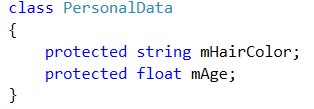 class PersonalData
{
    protected string mHairColor;
    protected float mAge;
}